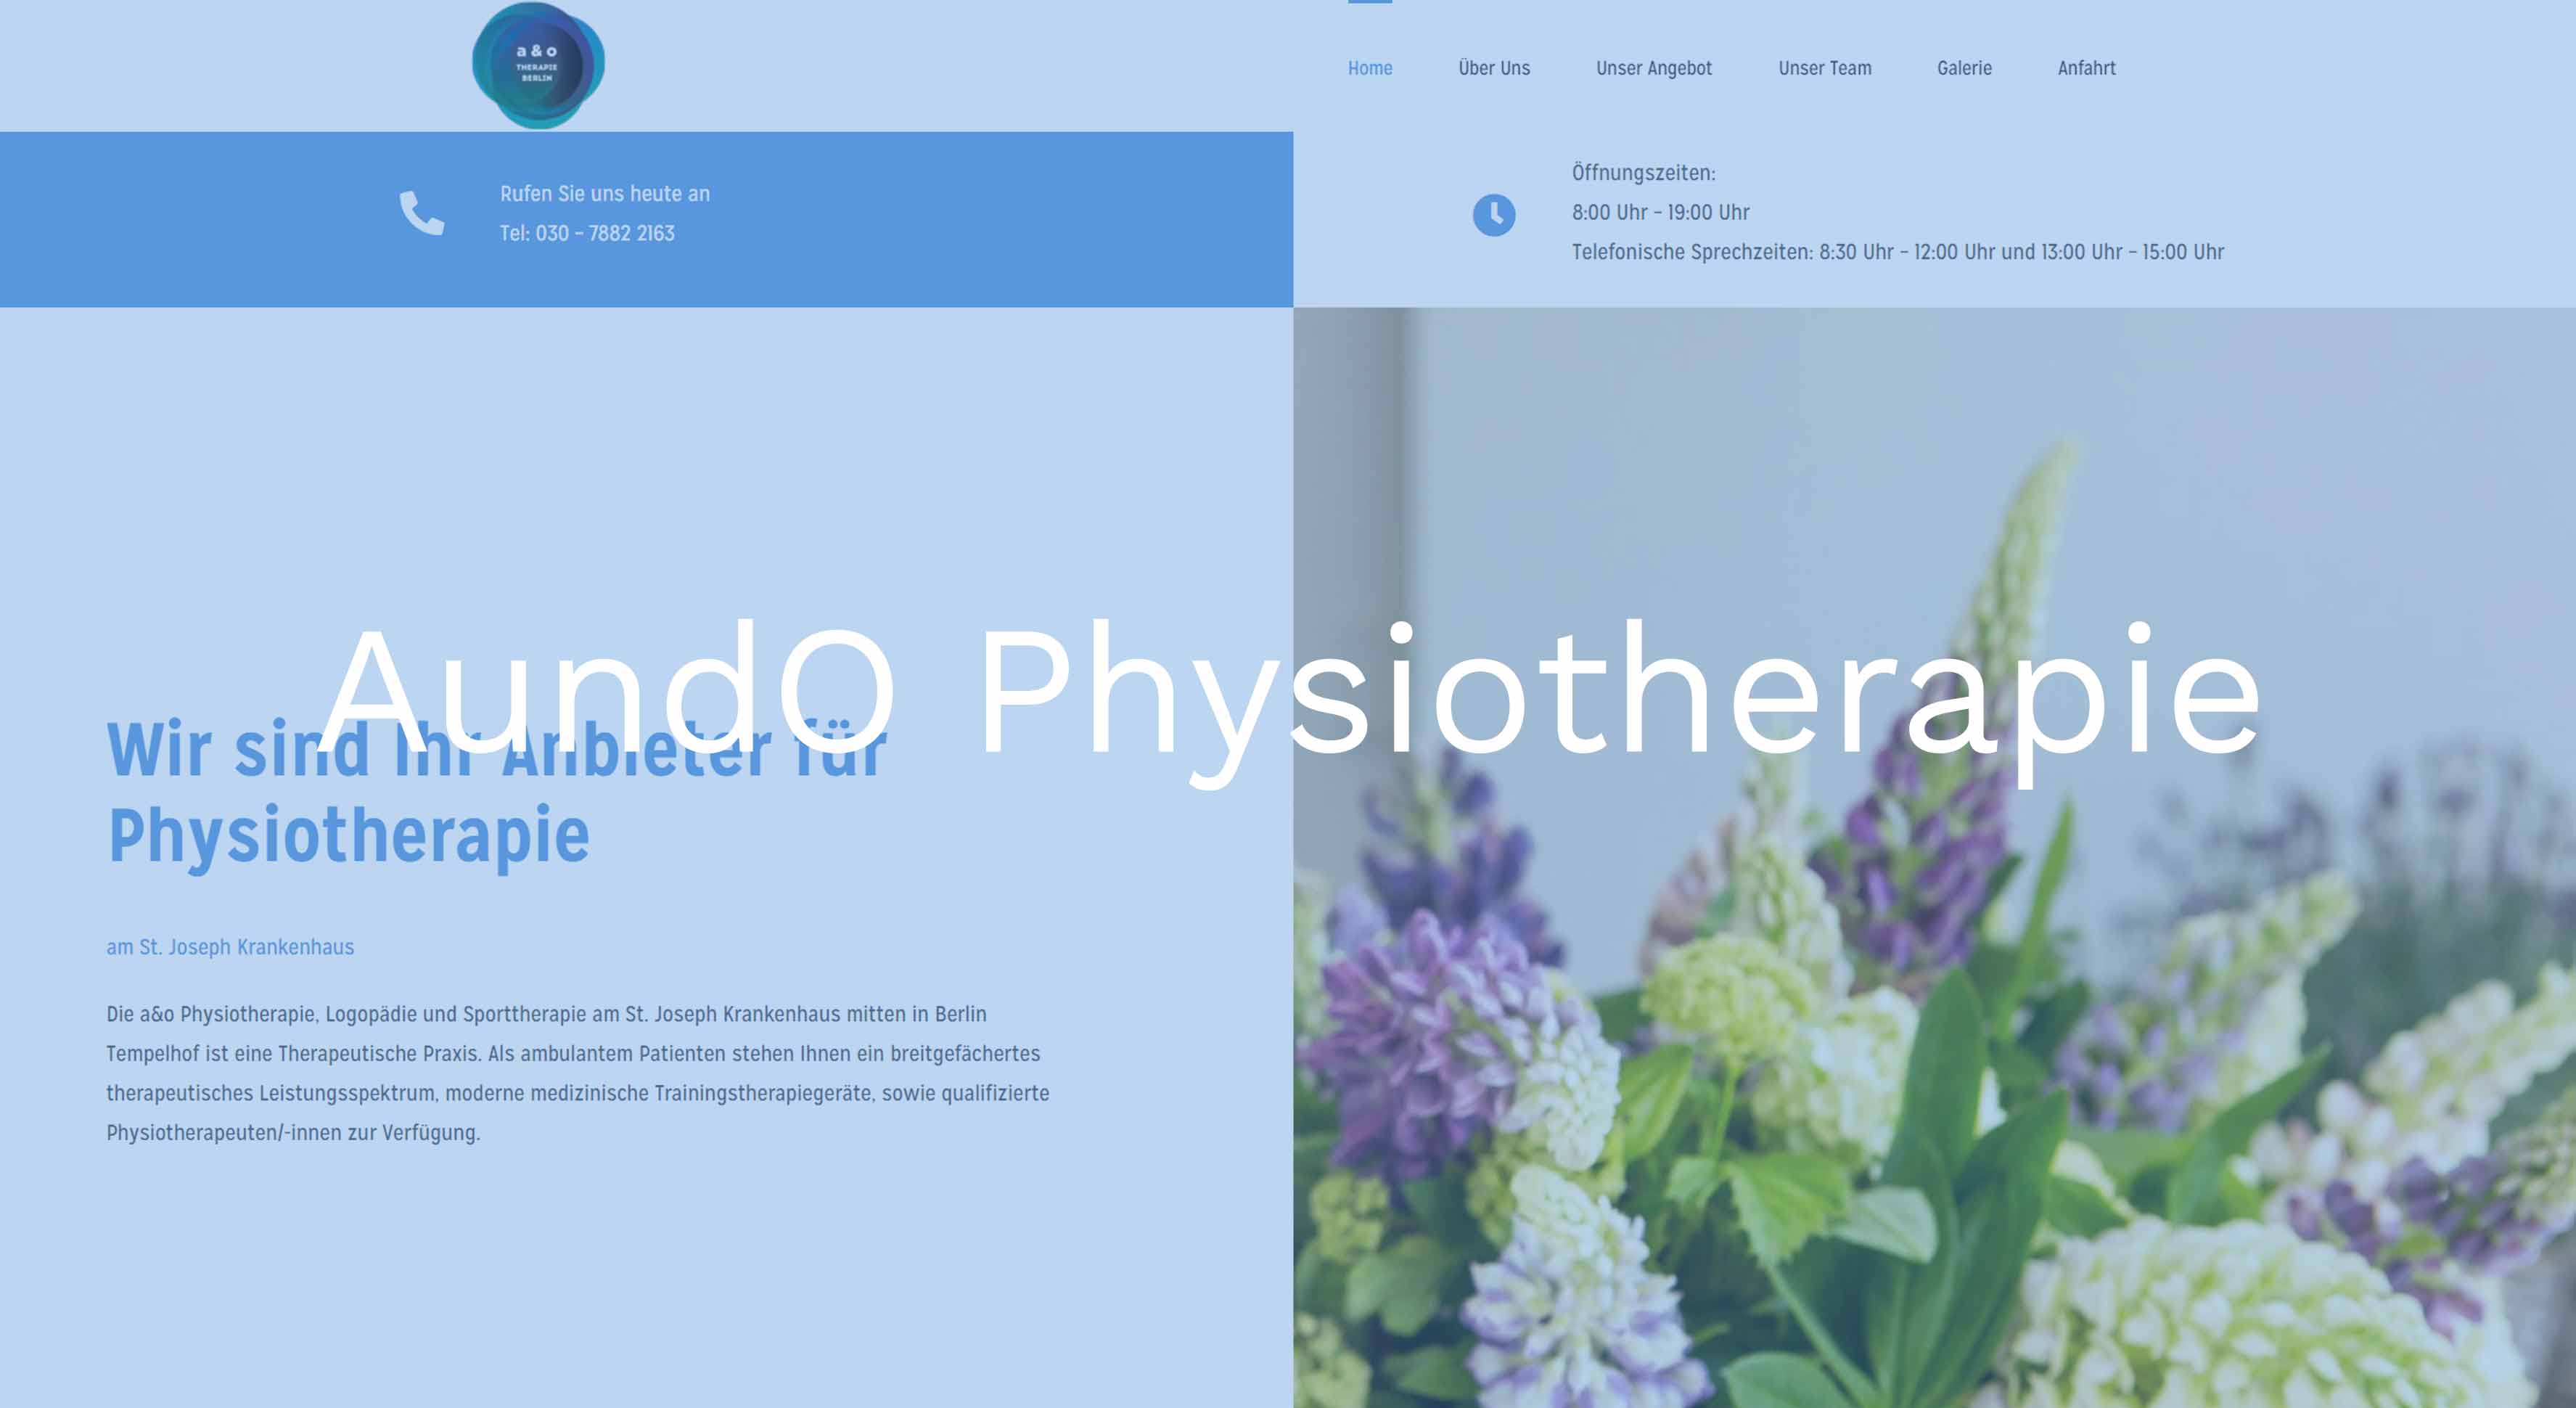 a & o
THERAPIE
BERLIN
Home
Über Uns
Unser Angebot
Unser Team
Galerie
Anfahrt
Rufen Sie uns heute an
Tel: 030 – 7882 2163
Öffnungszeiten:
8:00 Uhr – 19:00 Uhr
Telefonische Sprechzeiten: 8:30 Uhr – 12:00 Uhr und 13:00 Uhr – 15:00 Uhr
AundO Physiotherapie
Wir sind Ihr Anbieter für
Physiotherapie
am St. Joseph Krankenhaus
Die a&o Physiotherapie, Logopädie und Sporttherapie am St. Joseph Krankenhaus mitten in Berlin
Tempelhof ist eine Therapeutische Praxis. Als ambulantem Patienten stehen Ihnen ein breitgefächertes
therapeutisches Leistungsspektrum, moderne medizinische Trainingstherapiegeräte, sowie qualifizierte
Physiotherapeuten/-innen zur Verfügung.